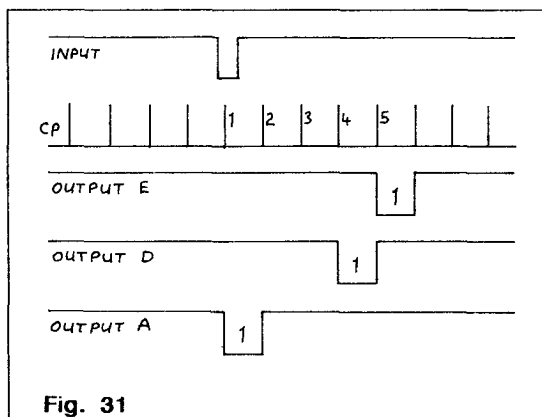 INPUT
CP 1 2 3 4 5
OUTPUT E 1
OUTPUT D 1
OUTPUT A 1
Fig. 31